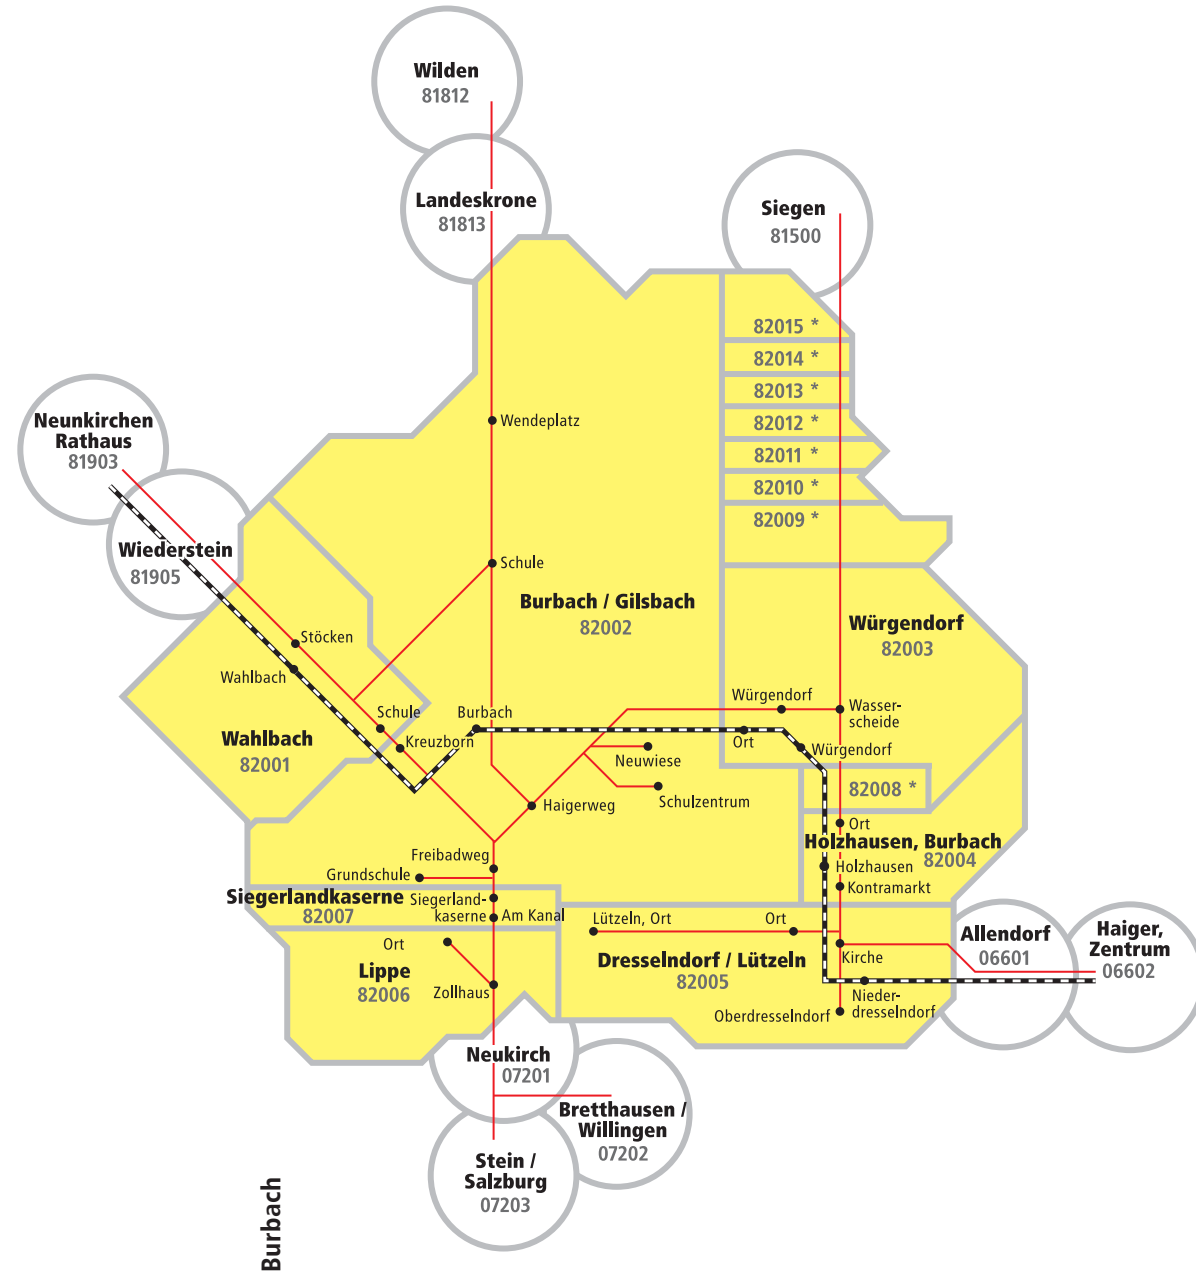 Wilden
81812
Landeskrone
81813
Siegen
81500
82015 *
82014 *
82013 *
82012 *
82011 *
82010 *
82009 *
Neunkirchen
Rathaus
81903
Wiederstein
81905
Wendeplatz
Schule
Burbach / Gilsbach
82002
Würgendorf
82003
Stöcken
Wahlbach
Wahlbach
82001
Schule
Kreuzborn
Burbach
Würgendorf
Wasser-
scheide
Ort
Würgendorf
Neuwiese
Schulzentrum
Haigerweg
82008 *
Ort
Holzhausen, Burbach
82004
Holzhausen
Kontramarkt
Freibadweg
Grundschule
Siegerlandkaserne
82007
Siegerland-
kaserne
Am Kanal
Ort
Lippe
82006
Zollhaus
Lützeln, Ort
Ort
Kirche
Dresselndorf / Lützeln
82005
Nieder-
dresselndorf
Oberdresselndorf
Allendorf
06601
Haiger,
Zentrum
06602
Neukirch
07201
Bretthausen /
Willingen
07202
Stein /
Salzburg
07203
Burbach